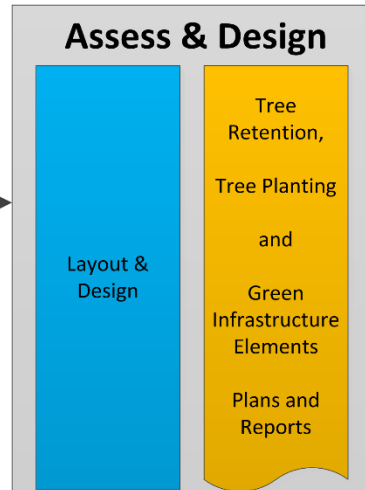 Assess & Design
Layout &
Design
Tree
Retention,
Tree Planting
and
Green
Infrastructure
Elements
Plans and
Reports